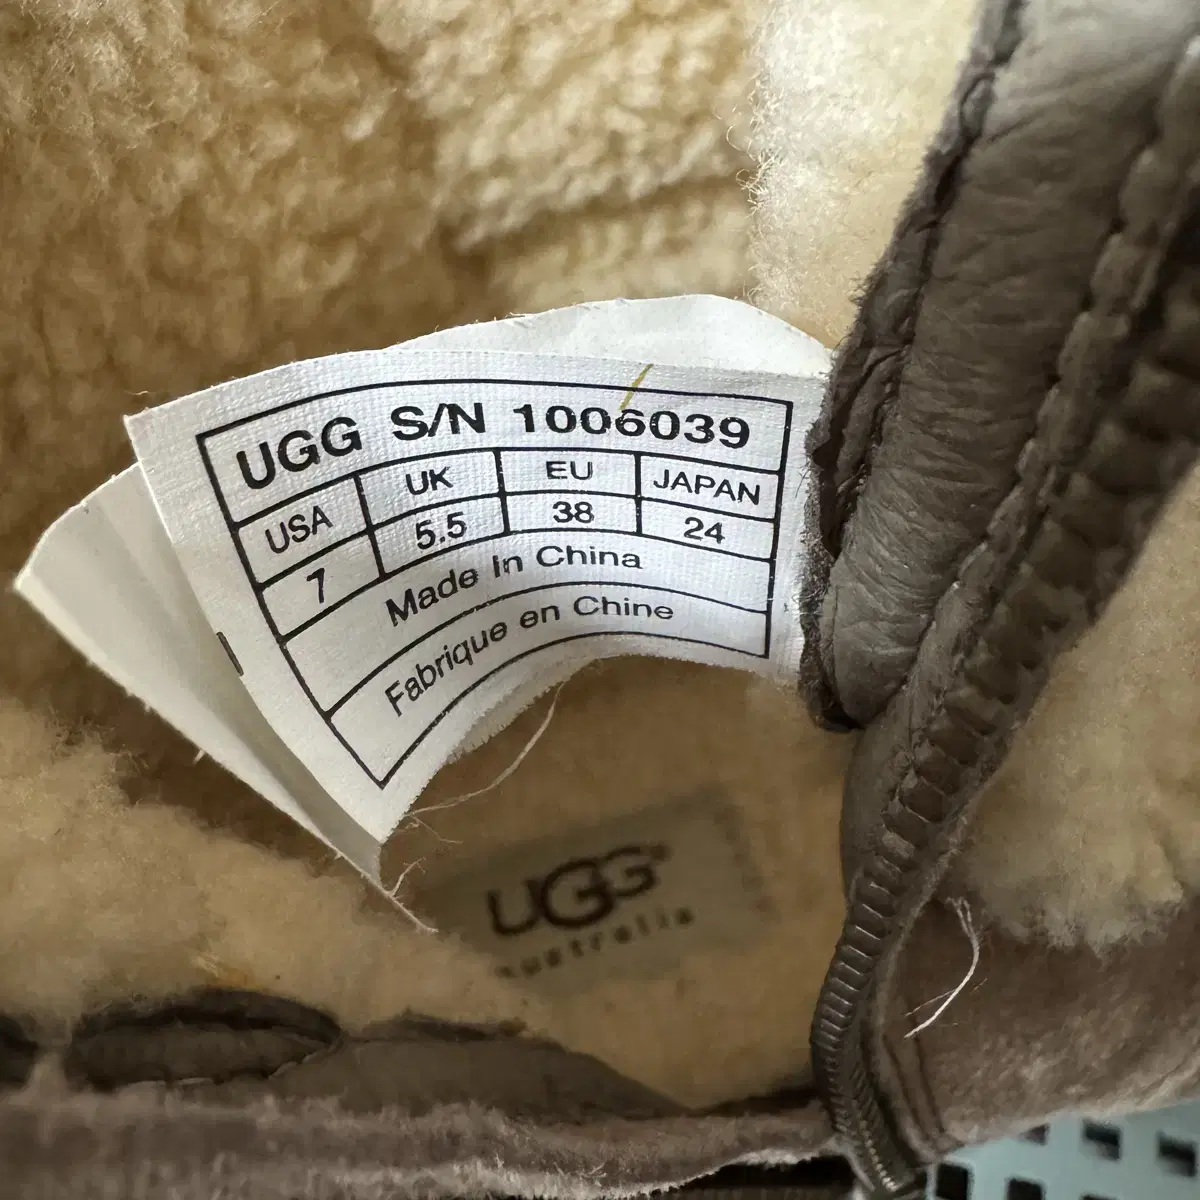 UGG S/N 1006039
USA UK EU JAPAN
7 5.5 38 24
Made In China
Fabrique en Chine
UGG®
australia